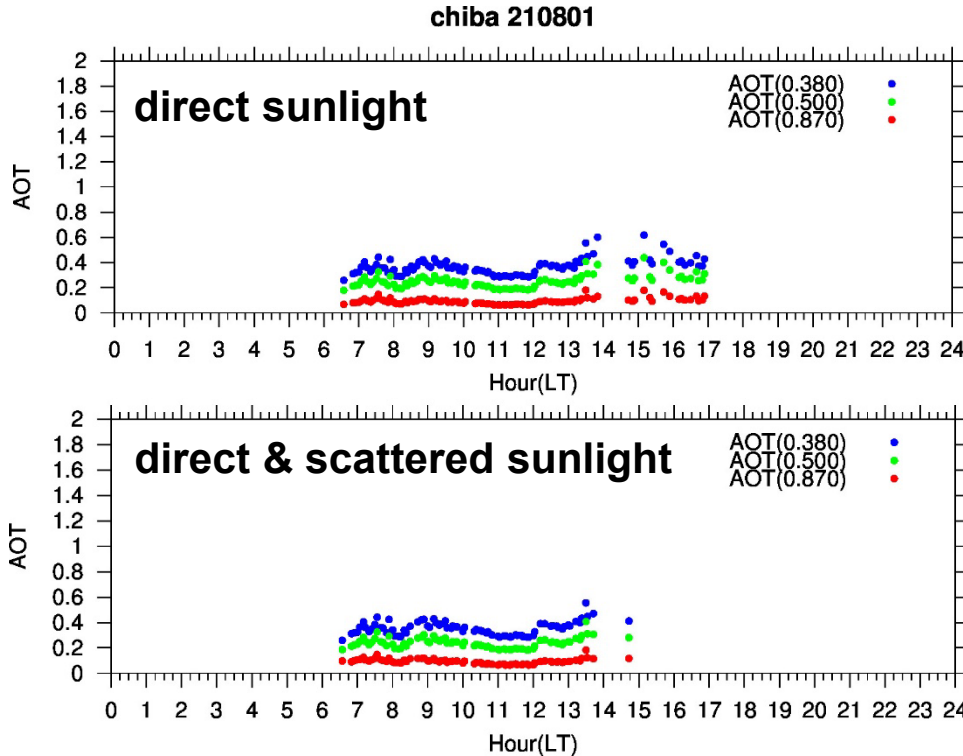 chiba 210801
2
1.8
1.6
1.4
1.2
1
0.8
0.6
0.4
0.2
0
AOT
direct sunlight
AOT(0.380)
AOT(0.500)
AOT(0.870)
0 1 2 3 4 5 6 7 8 9 10 11 12 13 14 15 16 17 18 19 20 21 22 23 24
Hour(LT)
2
1.8
1.6
1.4
1.2
1
0.8
0.6
0.4
0.2
0
AOT
direct & scattered sunlight
AOT(0.380)
AOT(0.500)
AOT(0.870)
0 1 2 3 4 5 6 7 8 9 10 11 12 13 14 15 16 17 18 19 20 21 22 23 24
Hour(LT)